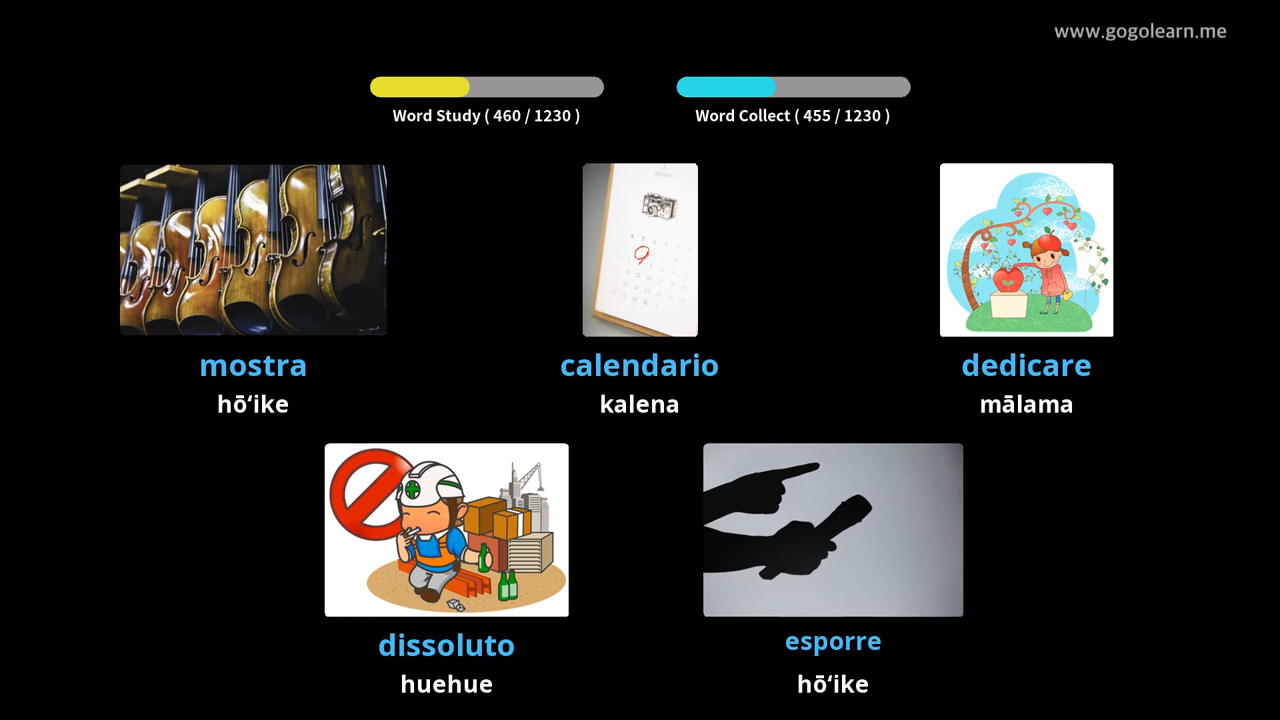 www.gogolearn.me
Word Study ( 460 / 1230 )
Word Collect ( 455 / 1230 )
mostra
hōʻike
calendario
kalena
dedicare
mālama
dissoluto
huehue
esporre
hōʻike